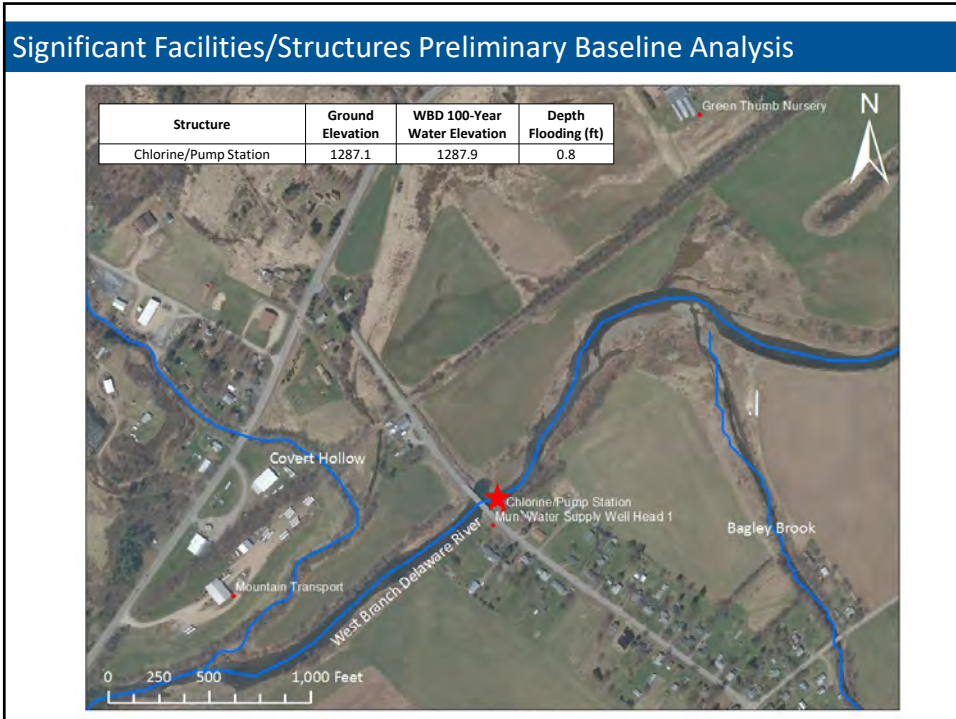 Significant Facilities/Structures Preliminary Baseline Analysis
Structure Ground Elevation WBD 100-Year Water Elevation Depth Flooding (ft)
Chlorine/Pump Station 1287.1 1287.9 0.8
Green Thumb Nursery
N
Covert Hollow
Chlorine/Pump Station
Mun Water Supply Well Head 1
Bagley Brook
Mountain Transport
West Branch Delaware River
0 250 500 1,000 Feet